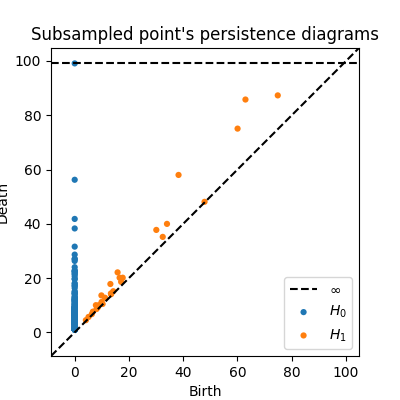 Subsampled point's persistence diagrams
Death
100
80
60
40
20
0
∞
H₀
H₁
0 20 40 60 80 100
Birth